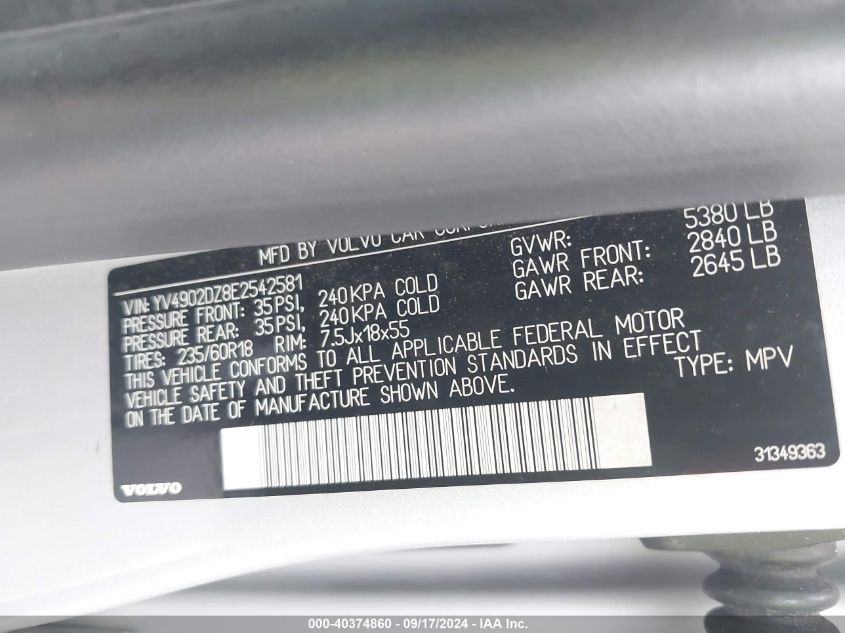 MFD BY VOLVO CAR
VIN: YV4902DZ8E2542581
PRESSURE FRONT: 35PSI, 240KPA COLD
PRESSURE REAR: 35PSI, 240KPA COLD
TIRES: 235/60R18 RIM: 7.5Jx18x55
GVWR: 5380 LB
GAWR FRONT: 2840 LB
GAWR REAR: 2645 LB
THIS VEHICLE CONFORMS TO ALL APPLICABLE FEDERAL MOTOR
VEHICLE SAFETY AND THEFT PREVENTION STANDARDS IN EFFECT
ON THE DATE OF MANUFACTURE SHOWN ABOVE.
TYPE: MPV
31349363
VOLVO
000-40374860 - 09/17/2024 - IAA Inc.